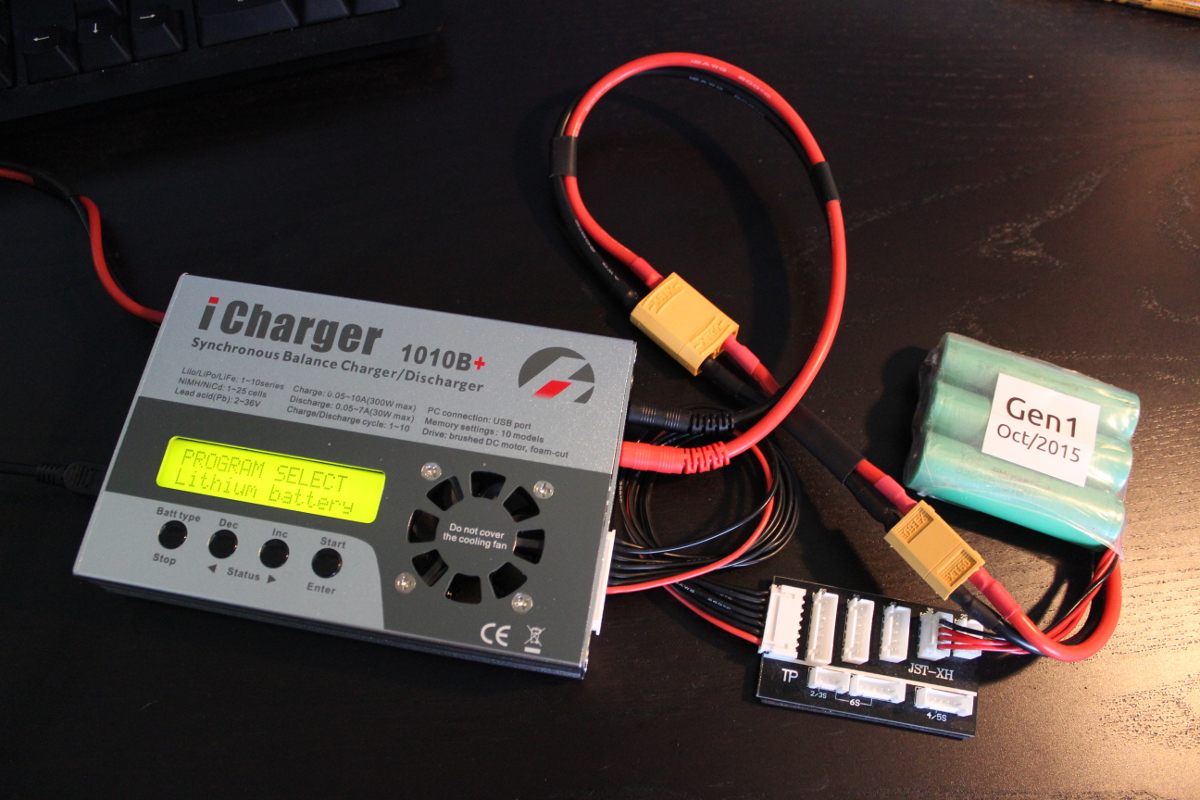 iCharger 1010B+
Synchronous Balance Charger/Discharger
LiIo/LiPo/LiFe: 1~10series
NiMH/NiCd: 1~25 cells
Lead acid(Pb): 2~36V
Charge: 0.05~10A(300W max)
Discharge: 0.05~7A(30W max)
Charge/Discharge cycle: 1~10
PC connection: USB port
Memory settings: 10 models
Drive: brushed DC motor, foam-cut
PROGRAM SELECT
Lithium battery
Batt type
Dec
Inc
Start
Stop
◀ Status ▶
Enter
Do not cover
the cooling fan
CE
Gen1
Oct/2015
JST-XH
TP
2/3S
6S
4/5S